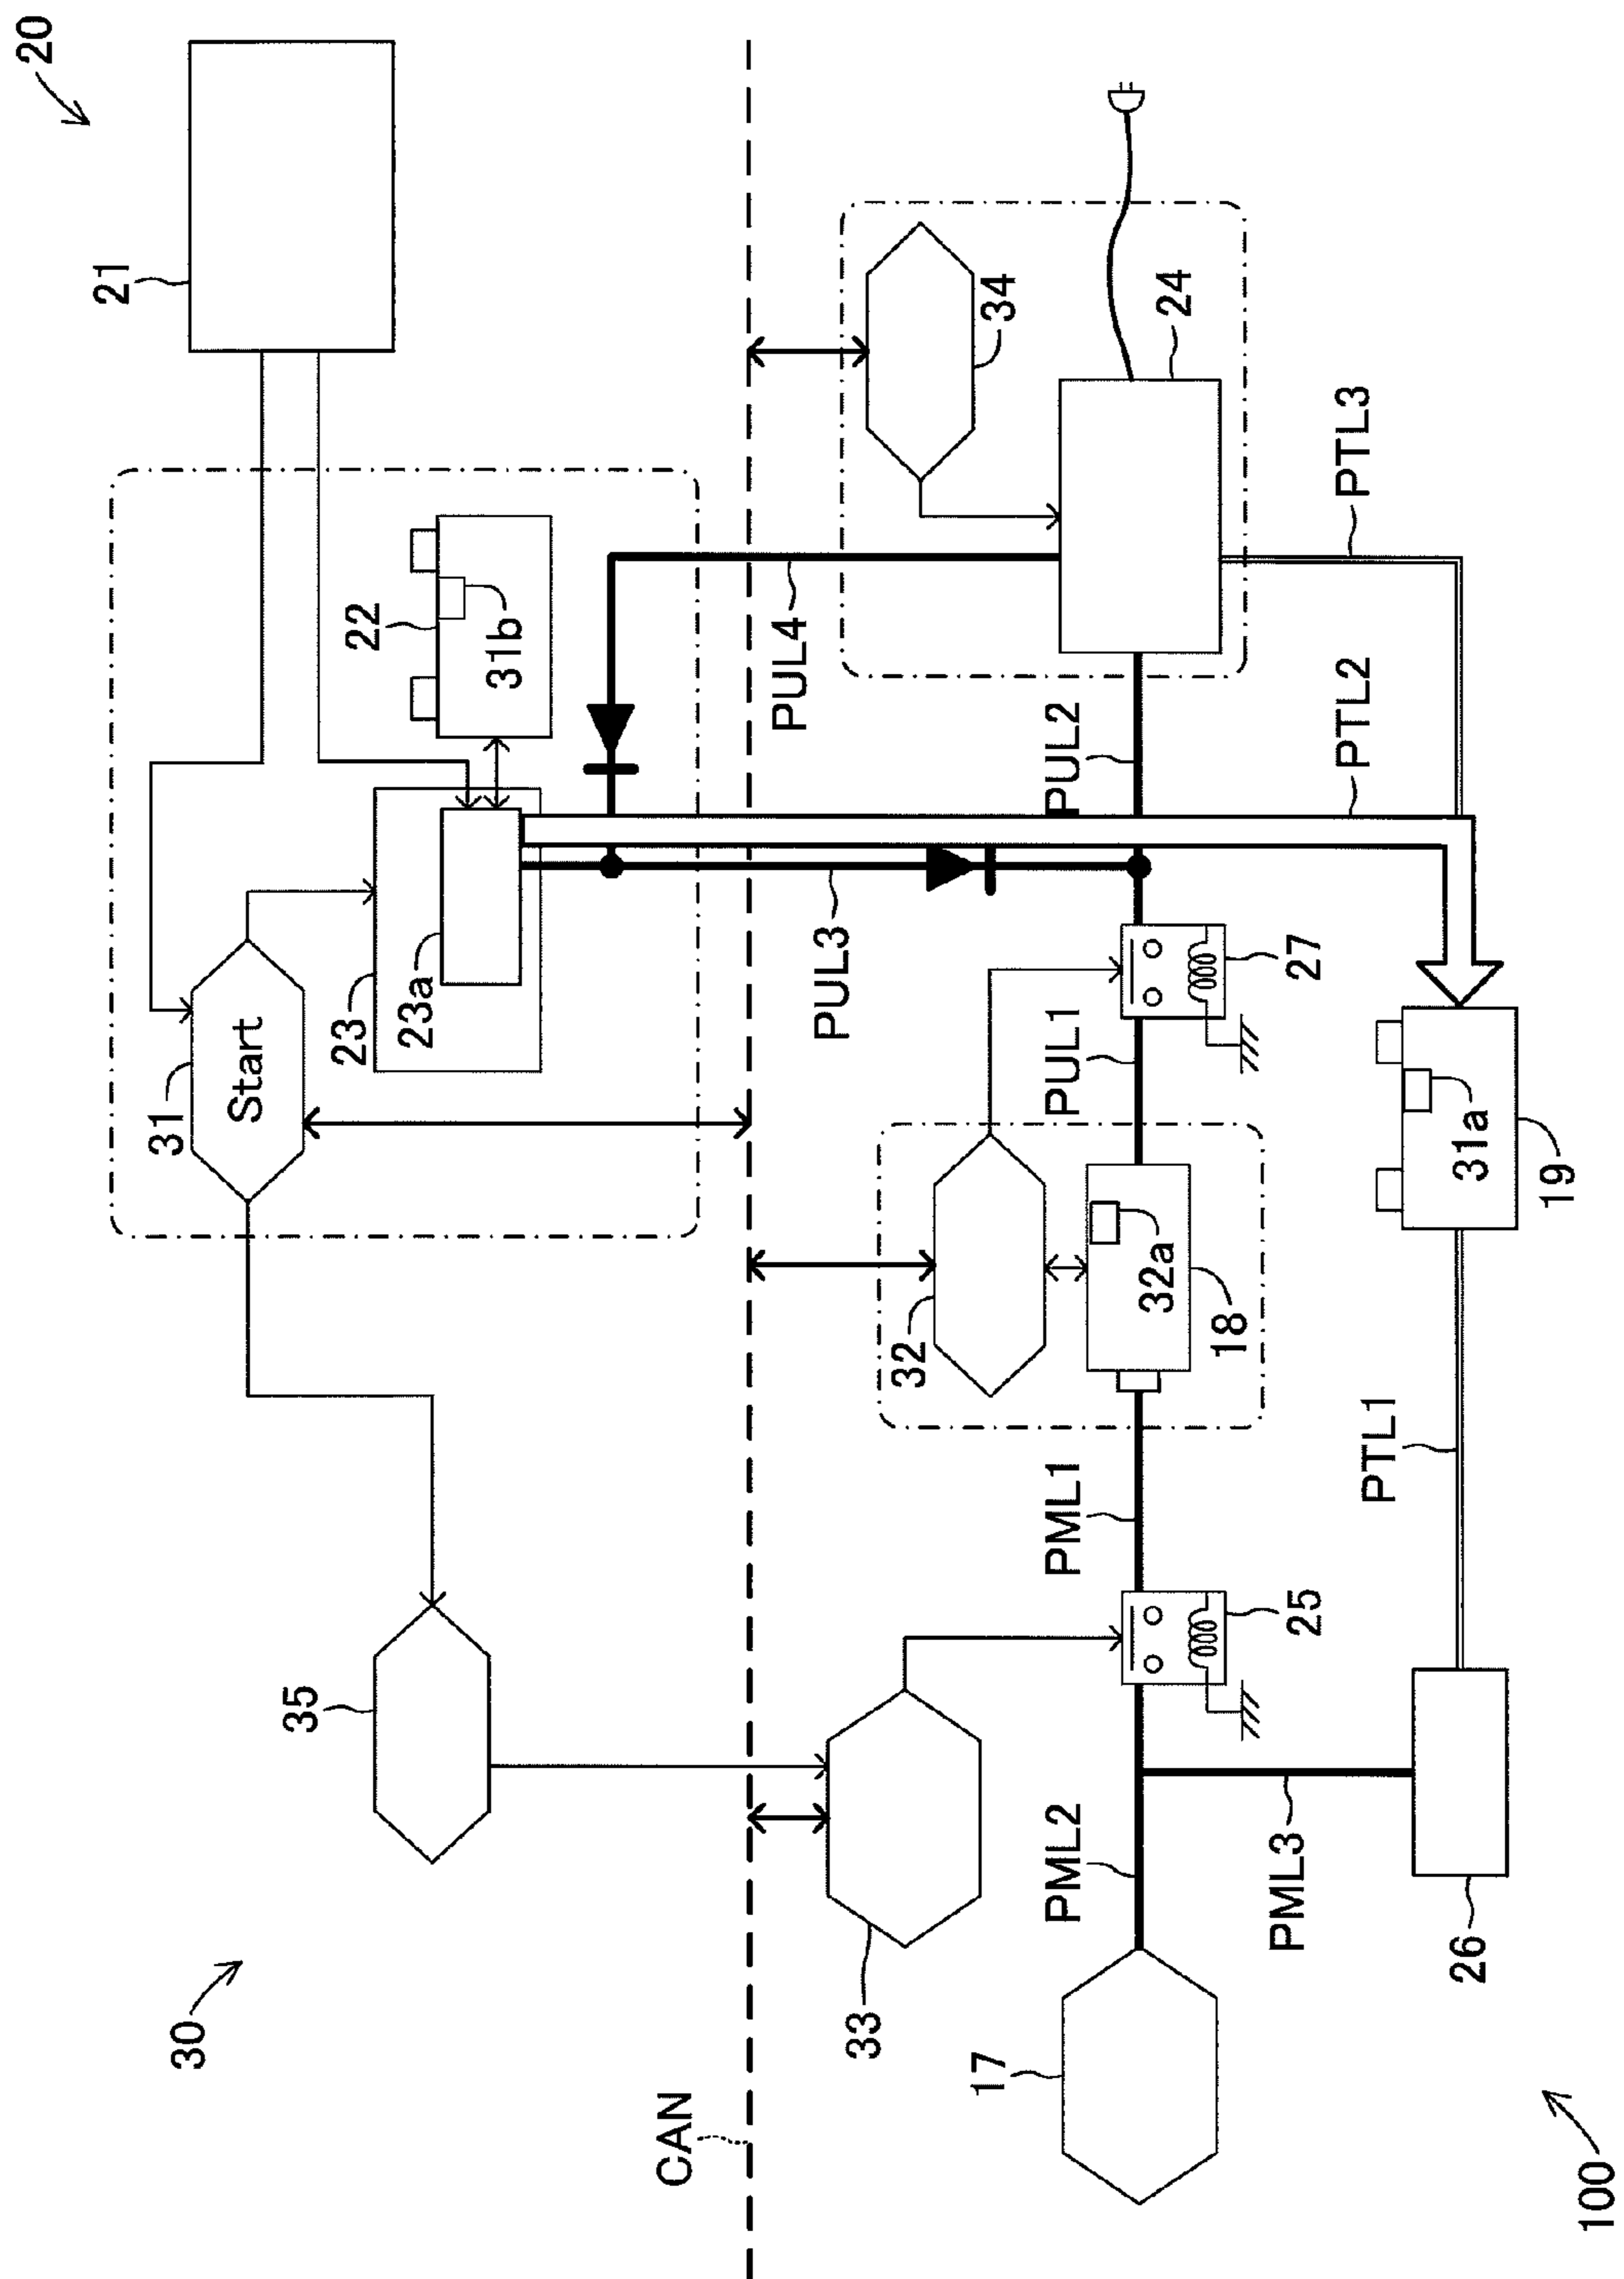 20
21
30
31
Start
35
23
23a
22
31b
CAN
33
32
32a
18
34
24
PUL4
PUL3
PUL2
PUL1
27
PML1
25
PML2
17
PML3
26
PTL1
PTL2
PTL3
31a
19
100